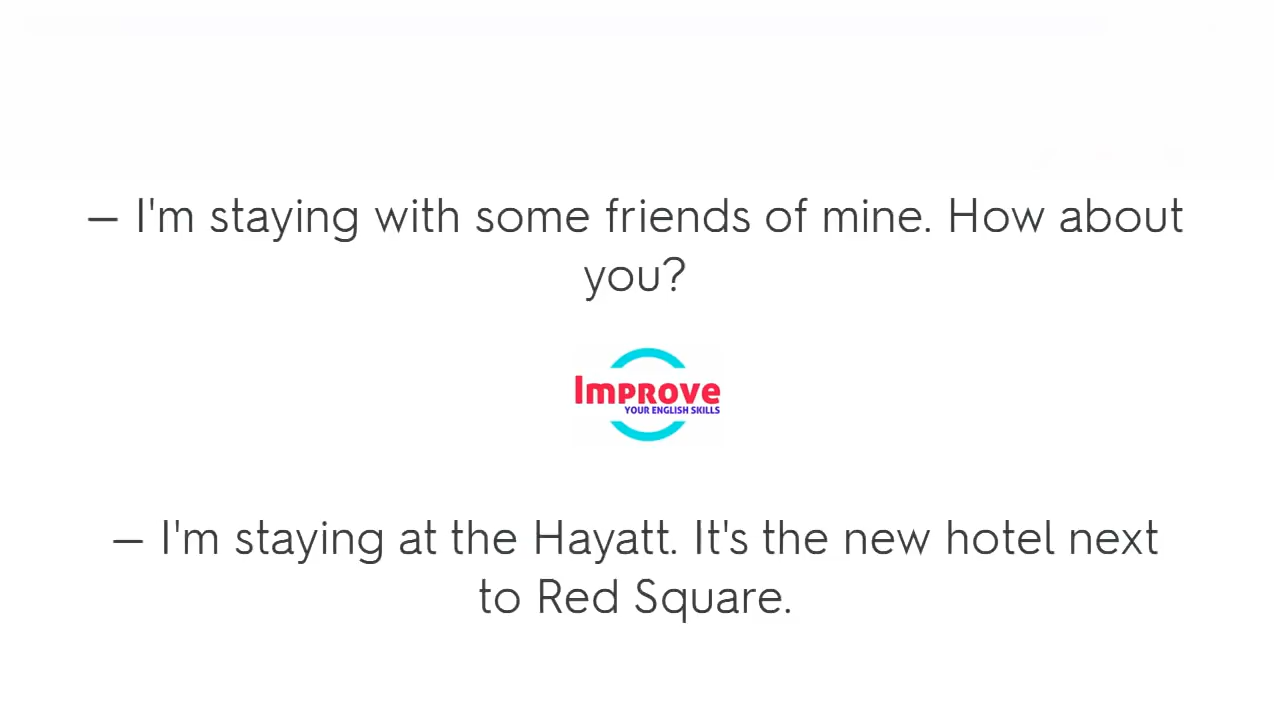 – I'm staying with some friends of mine. How about
you?
Improve
YOUR ENGLISH SKILLS
– I'm staying at the Hayatt. It's the new hotel next
to Red Square.